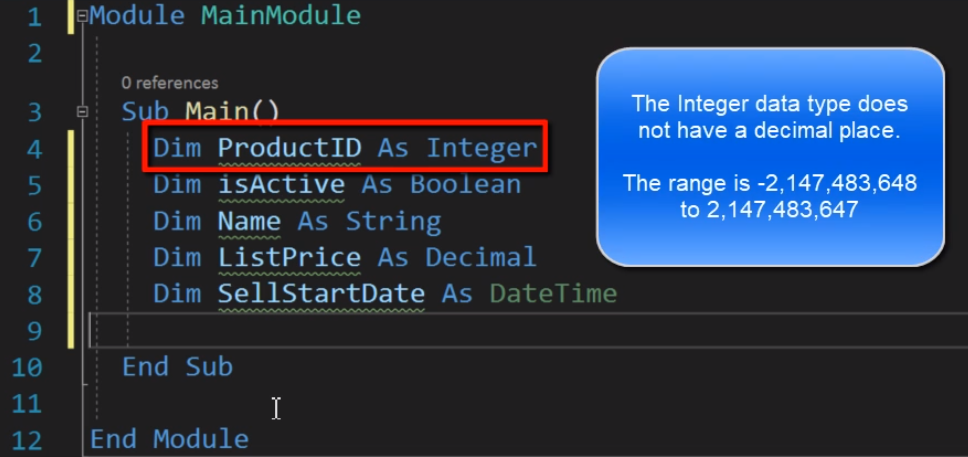 1 Module MainModule
2
0 references
3 Sub Main()
4 Dim ProductID As Integer
5 Dim isActive As Boolean
6 Dim Name As String
7 Dim ListPrice As Decimal
8 Dim SellStartDate As DateTime
9
10 End Sub
11
12 End Module
The Integer data type does
not have a decimal place.
The range is -2,147,483,648
to 2,147,483,647